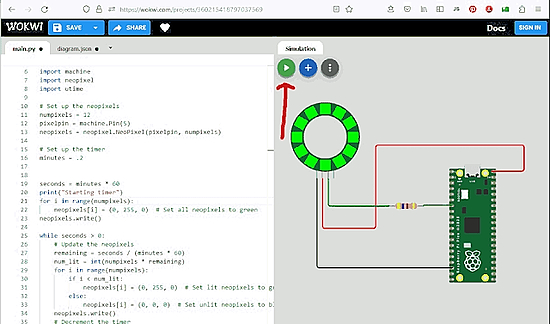 https://wokwi.com/projects/360213416797037569
WOKWI
SAVE
SHARE
Docs
SIGN IN
main.py
diagram.json
Simulation
6 import machine
7 import neopixel
8 import utime
9
10 # Set up the neopixels
11 numpixels = 12
12 pixelpin = machine.Pin(5)
13 neopixels = neopixel.NeoPixel(pixelpin, numpixels)
14
15 # Set up the timer
16 minutes = .2
17
18
19 seconds = minutes * 60
20 print("Starting timer")
21 for i in range(numpixels):
22 neopixels[i] = (0, 255, 0) # Set all neopixels to green
23 neopixels.write()
24
25 while seconds > 0:
26 # Update the neopixels
27 remaining = seconds / (minutes * 60)
28 num_lit = int(numpixels * remaining)
29 for i in range(numpixels):
30 if i < num_lit:
31 neopixels[i] = (0, 255, 0) # Set lit neopixels to g
32 else:
33 neopixels[i] = (0, 0, 0) # Set unlit neopixels to b
34 neopixels.write()
35 # Decrement the timer